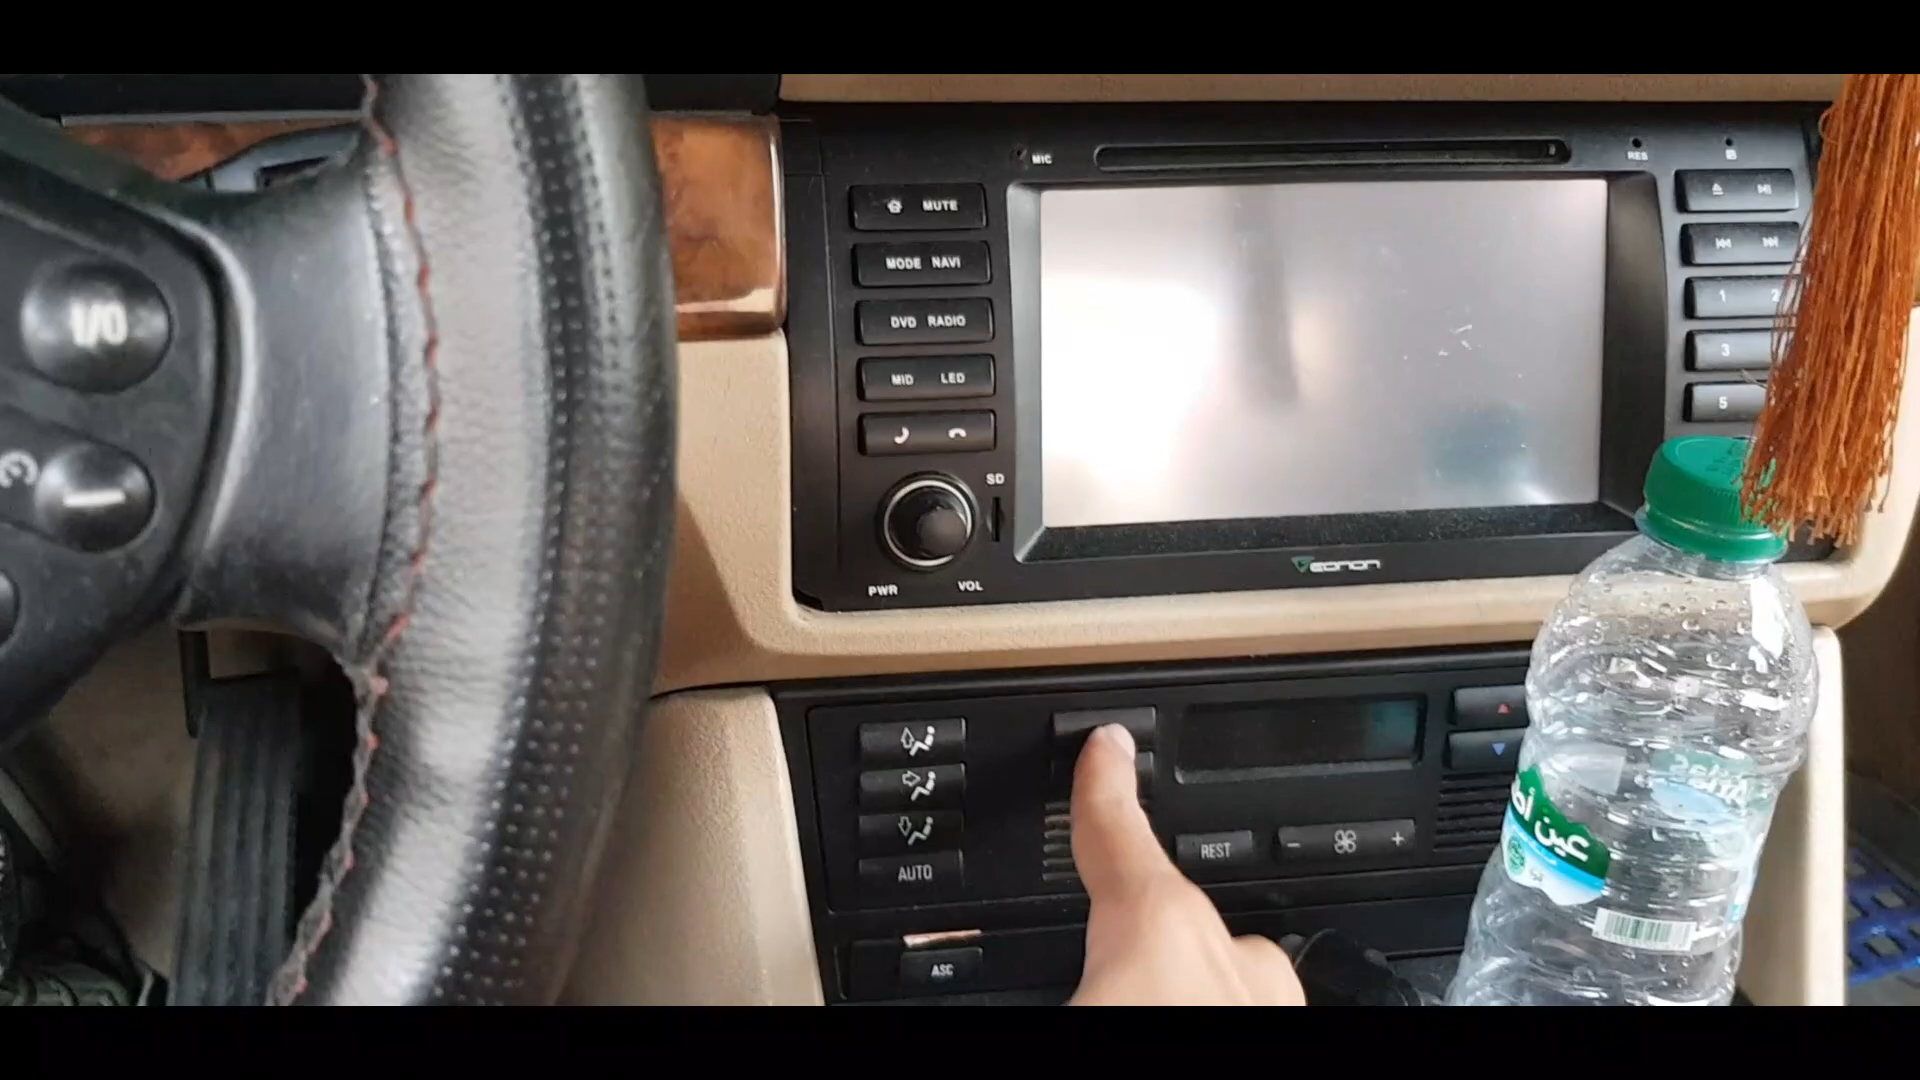 I/O
MIC
RES
MUTE
MODE NAVI
DVD RADIO
MID LED
1 2
3
5
SD
PWR
VOL
eonon
AUTO
REST
- +
ASC
عين